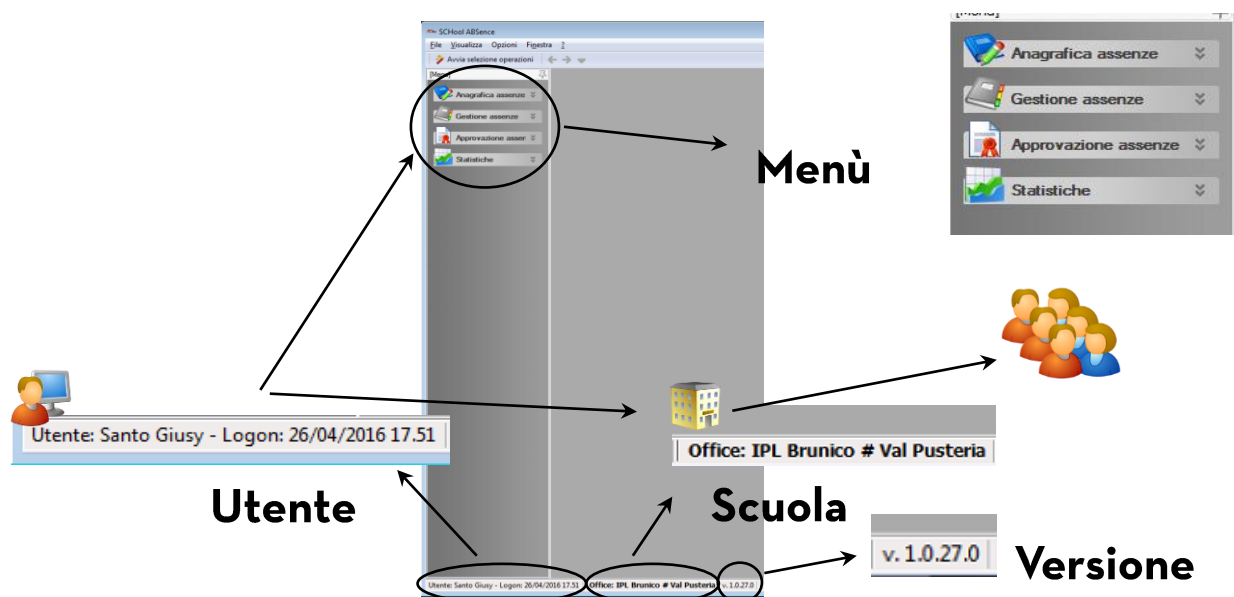 SCHool ABSence
File Visualizza Opzioni Finestra ?
Avvia selezione operazioni
[Menu]
Anagrafica assenze
Gestione assenze
Approvazione asser
Statistiche
Menù
[Menu]
Anagrafica assenze
Gestione assenze
Approvazione assenze
Statistiche
Utente: Santo Giusy - Logon: 26/04/2016 17.51
Utente
Office: IPL Brunico # Val Pusteria
Scuola
v. 1.0.27.0
Versione
Utente: Santo Giusy - Logon: 26/04/2016 17.51 Office: IPL Brunico # Val Pusteria v. 1.0.27.0